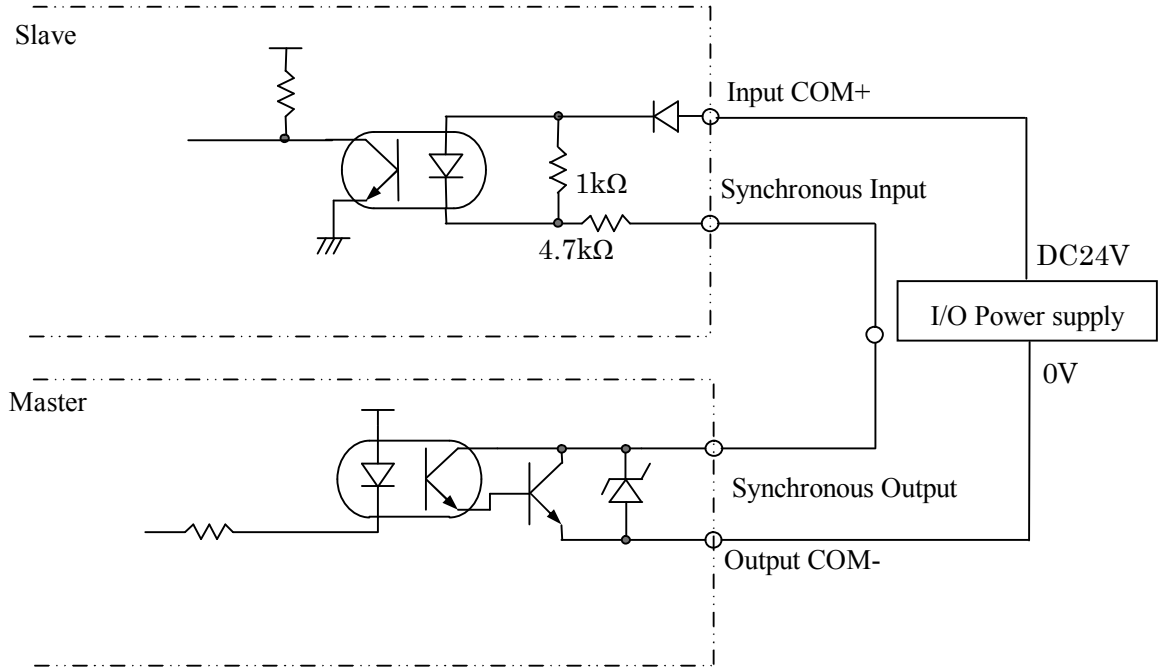 Slave
Input COM+
1kΩ
Synchronous Input
4.7kΩ
DC24V
I/O Power supply
0V
Master
Synchronous Output
Output COM-